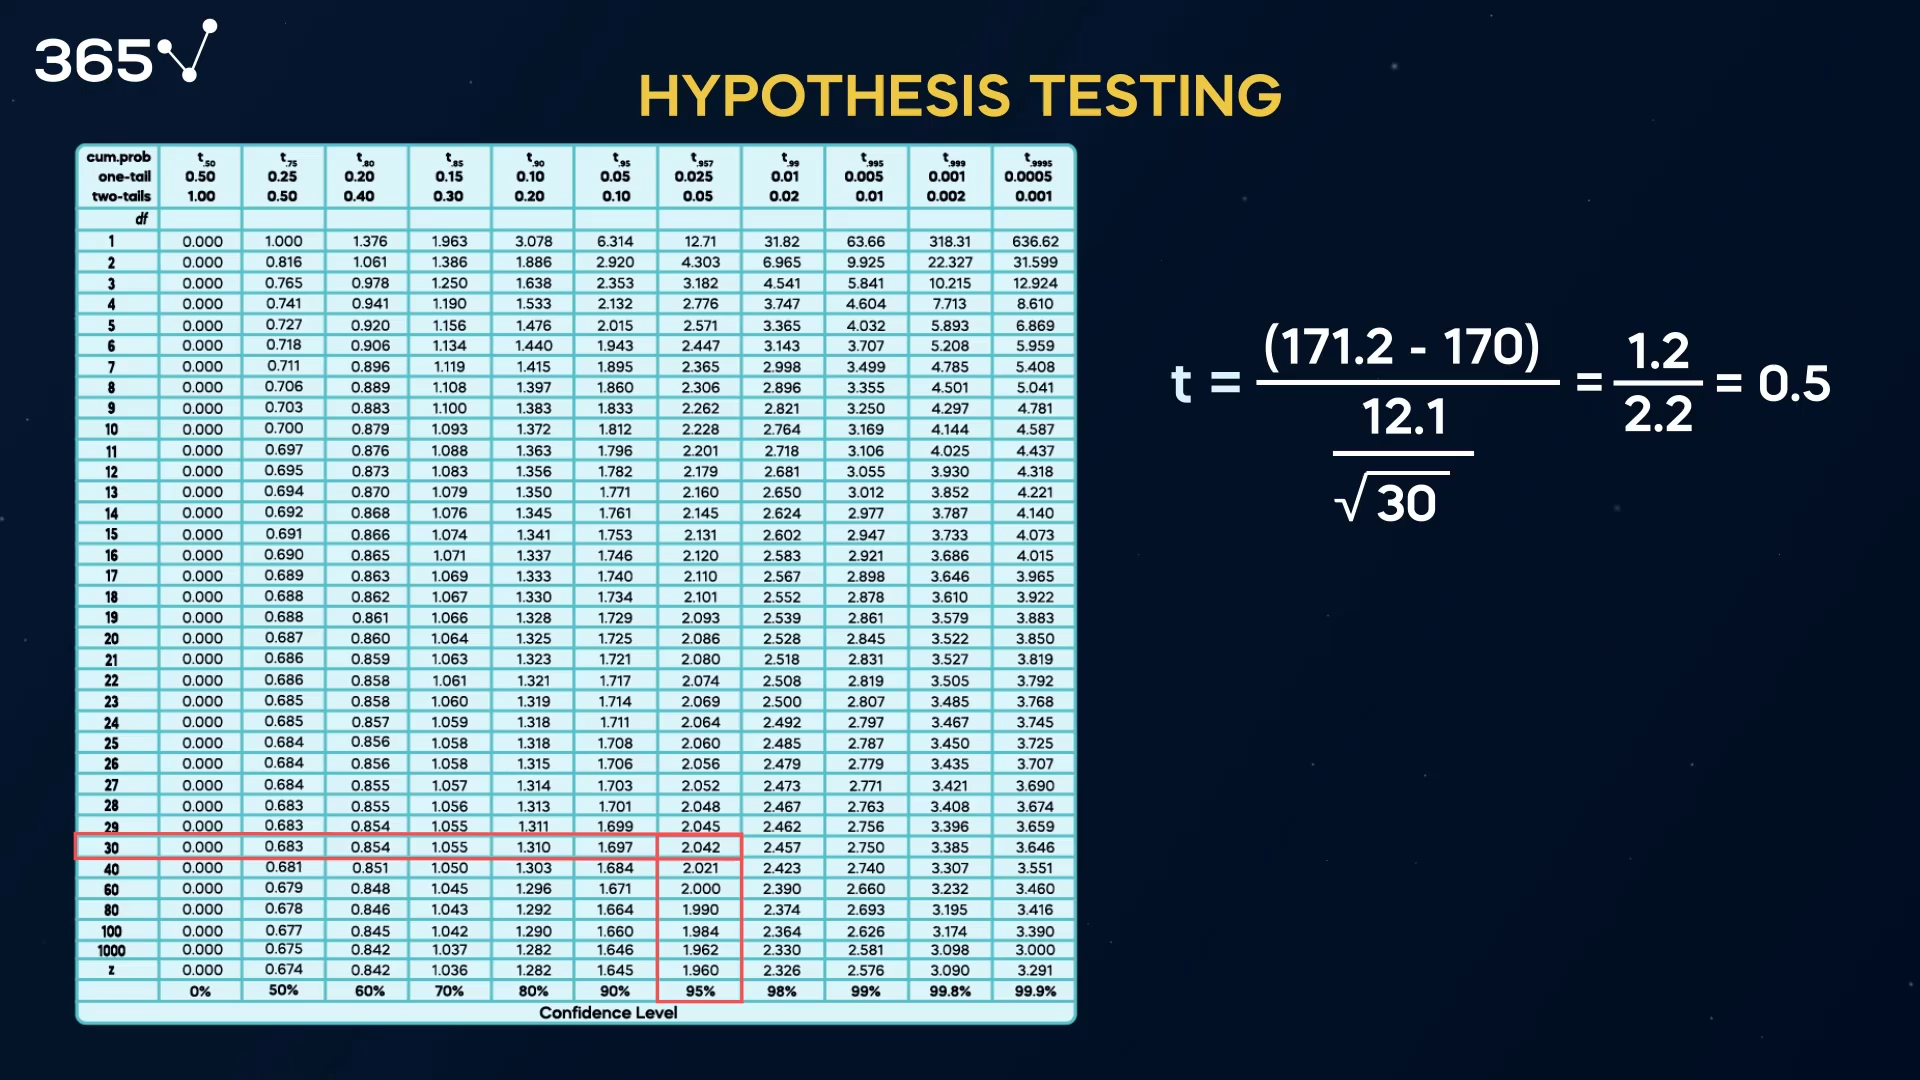 365
HYPOTHESIS TESTING
cum.prob t.50 t.75 t.80 t.85 t.90 t.95 t.957 t.99 t.995 t.999 t.9995
one-tail 0.50 0.25 0.20 0.15 0.10 0.05 0.025 0.01 0.005 0.001 0.0005
two-tails 1.00 0.50 0.40 0.30 0.20 0.10 0.05 0.02 0.01 0.002 0.001
df
1 0.000 1.000 1.376 1.963 3.078 6.314 12.71 31.82 63.66 318.31 636.62
2 0.000 0.816 1.061 1.386 1.886 2.920 4.303 6.965 9.925 22.327 31.599
3 0.000 0.765 0.978 1.250 1.638 2.353 3.182 4.541 5.841 10.215 12.924
4 0.000 0.741 0.941 1.190 1.533 2.132 2.776 3.747 4.604 7.713 8.610
5 0.000 0.727 0.920 1.156 1.476 2.015 2.571 3.365 4.032 5.893 6.869
6 0.000 0.718 0.906 1.134 1.440 1.943 2.447 3.143 3.707 5.208 5.959
7 0.000 0.711 0.896 1.119 1.415 1.895 2.365 2.998 3.499 4.785 5.408
8 0.000 0.706 0.889 1.108 1.397 1.860 2.306 2.896 3.355 4.501 5.041
9 0.000 0.703 0.883 1.100 1.383 1.833 2.262 2.821 3.250 4.297 4.781
10 0.000 0.700 0.879 1.093 1.372 1.812 2.228 2.764 3.169 4.144 4.587
11 0.000 0.697 0.876 1.088 1.363 1.796 2.201 2.718 3.106 4.025 4.437
12 0.000 0.695 0.873 1.083 1.356 1.782 2.179 2.681 3.055 3.930 4.318
13 0.000 0.694 0.870 1.079 1.350 1.771 2.160 2.650 3.012 3.852 4.221
14 0.000 0.692 0.868 1.076 1.345 1.761 2.145 2.624 2.977 3.787 4.140
15 0.000 0.691 0.866 1.074 1.341 1.753 2.131 2.602 2.947 3.733 4.073
16 0.000 0.690 0.865 1.071 1.337 1.746 2.120 2.583 2.921 3.686 4.015
17 0.000 0.689 0.863 1.069 1.333 1.740 2.110 2.567 2.898 3.646 3.965
18 0.000 0.688 0.862 1.067 1.330 1.734 2.101 2.552 2.878 3.610 3.922
19 0.000 0.688 0.861 1.066 1.328 1.729 2.093 2.539 2.861 3.579 3.883
20 0.000 0.687 0.860 1.064 1.325 1.725 2.086 2.528 2.845 3.522 3.850
21 0.000 0.686 0.859 1.063 1.323 1.721 2.080 2.518 2.831 3.527 3.819
22 0.000 0.686 0.858 1.061 1.321 1.717 2.074 2.508 2.819 3.505 3.792
23 0.000 0.685 0.858 1.060 1.319 1.714 2.069 2.500 2.807 3.485 3.768
24 0.000 0.685 0.857 1.059 1.318 1.711 2.064 2.492 2.797 3.467 3.745
25 0.000 0.684 0.856 1.058 1.318 1.708 2.060 2.485 2.787 3.450 3.725
26 0.000 0.684 0.856 1.058 1.315 1.706 2.056 2.479 2.779 3.435 3.707
27 0.000 0.684 0.855 1.057 1.314 1.703 2.052 2.473 2.771 3.421 3.690
28 0.000 0.683 0.855 1.056 1.313 1.701 2.048 2.467 2.763 3.408 3.674
29 0.000 0.683 0.854 1.055 1.311 1.699 2.045 2.462 2.756 3.396 3.659
30 0.000 0.683 0.854 1.055 1.310 1.697 2.042 2.457 2.750 3.385 3.646
40 0.000 0.681 0.851 1.050 1.303 1.684 2.021 2.423 2.740 3.307 3.551
60 0.000 0.679 0.848 1.045 1.296 1.671 2.000 2.390 2.660 3.232 3.460
80 0.000 0.678 0.846 1.043 1.292 1.664 1.990 2.374 2.693 3.195 3.416
100 0.000 0.677 0.845 1.042 1.290 1.660 1.984 2.364 2.626 3.174 3.390
1000 0.000 0.675 0.842 1.037 1.282 1.646 1.962 2.330 2.581 3.098 3.000
z 0.000 0.674 0.842 1.036 1.282 1.645 1.960 2.326 2.576 3.090 3.291
0% 50% 60% 70% 80% 90% 95% 98% 99% 99.8% 99.9%
Confidence Level
(171.2 - 170) 1.2
t = = = 0.5
12.1 2.2
√30